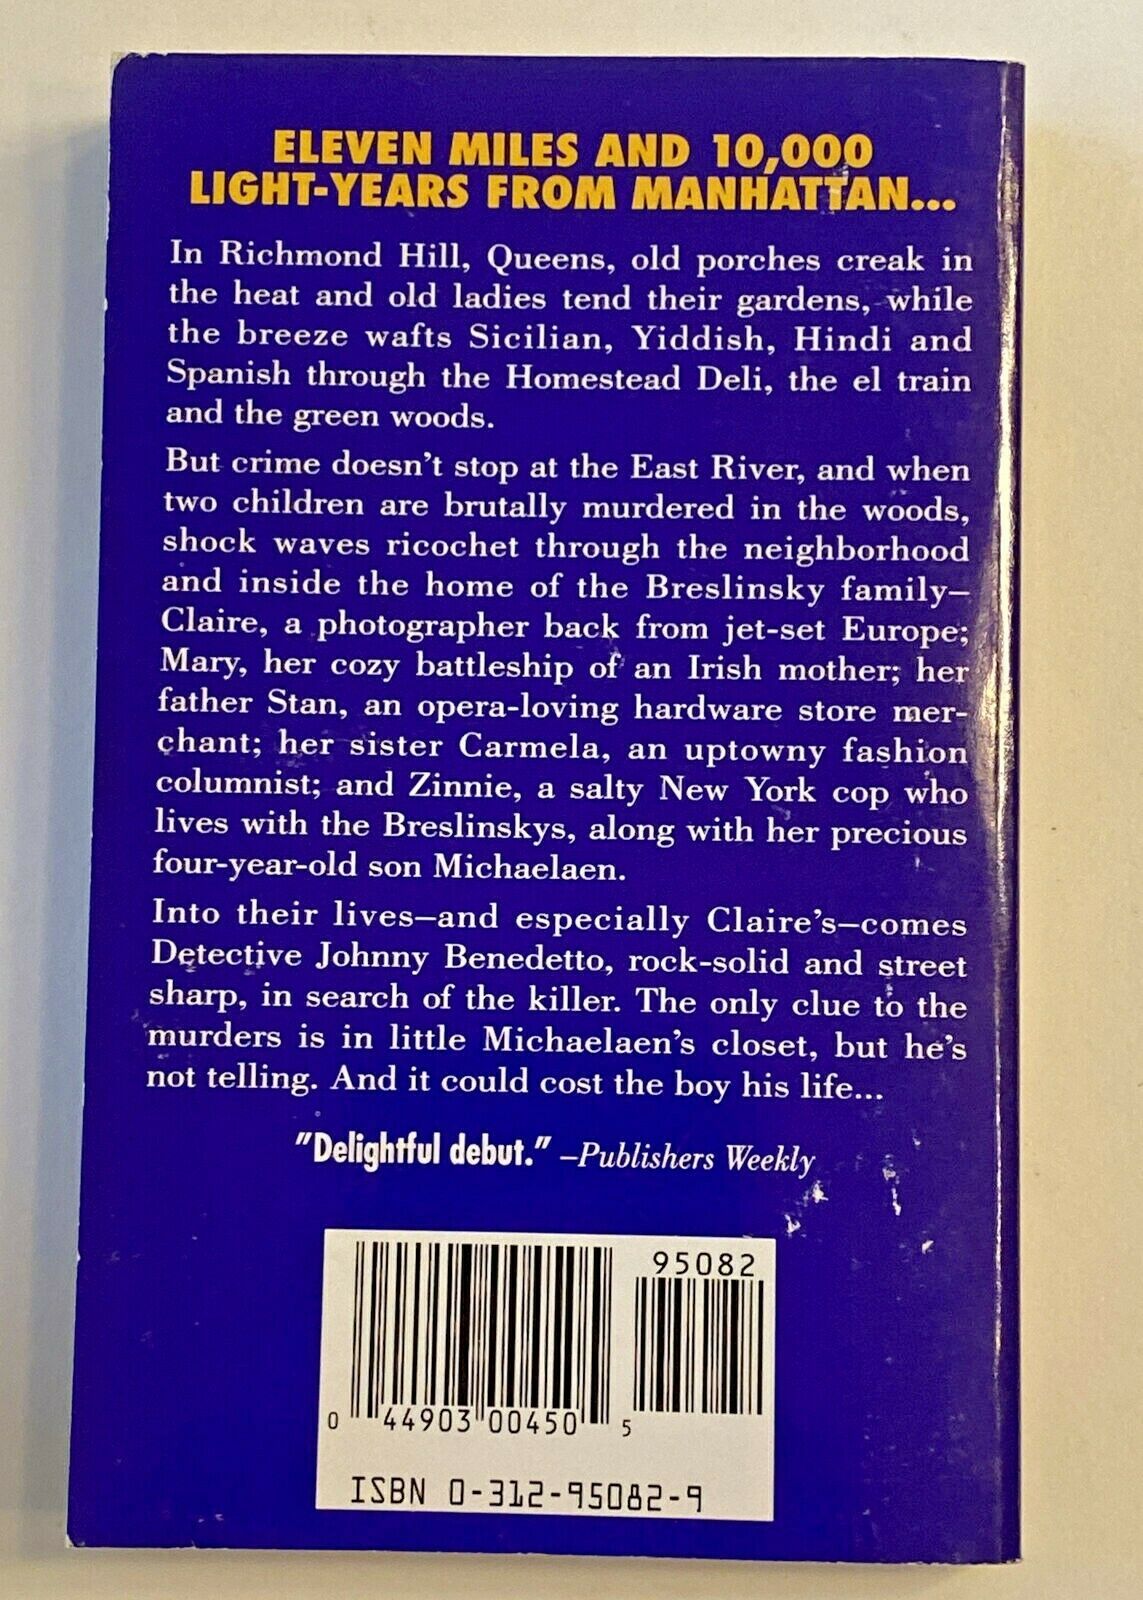 ELEVEN MILES AND 10,000
LIGHT-YEARS FROM MANHATTAN...
In Richmond Hill, Queens, old porches creak in
the heat and old ladies tend their gardens, while
the breeze wafts Sicilian, Yiddish, Hindi and
Spanish through the Homestead Deli, the el train
and the green woods.
But crime doesn't stop at the East River, and when
two children are brutally murdered in the woods,
shock waves ricochet through the neighborhood
and inside the home of the Breslinsky family—
Claire, a photographer back from jet-set Europe;
Mary, her cozy battleship of an Irish mother; her
father Stan, an opera-loving hardware store mer-
chant; her sister Carmela, an uptowny fashion
columnist; and Zinnie, a salty New York cop who
lives with the Breslinskys, along with her precious
four-year-old son Michaelaen.
Into their lives—and especially Claire's—comes
Detective Johnny Benedetto, rock-solid and street
sharp, in search of the killer. The only clue to the
murders is in little Michaelaen's closet, but he's
not telling. And it could cost the boy his life...
"Delightful debut." —Publishers Weekly
95082
0 44903 00450 5
ISBN 0-312-95082-9